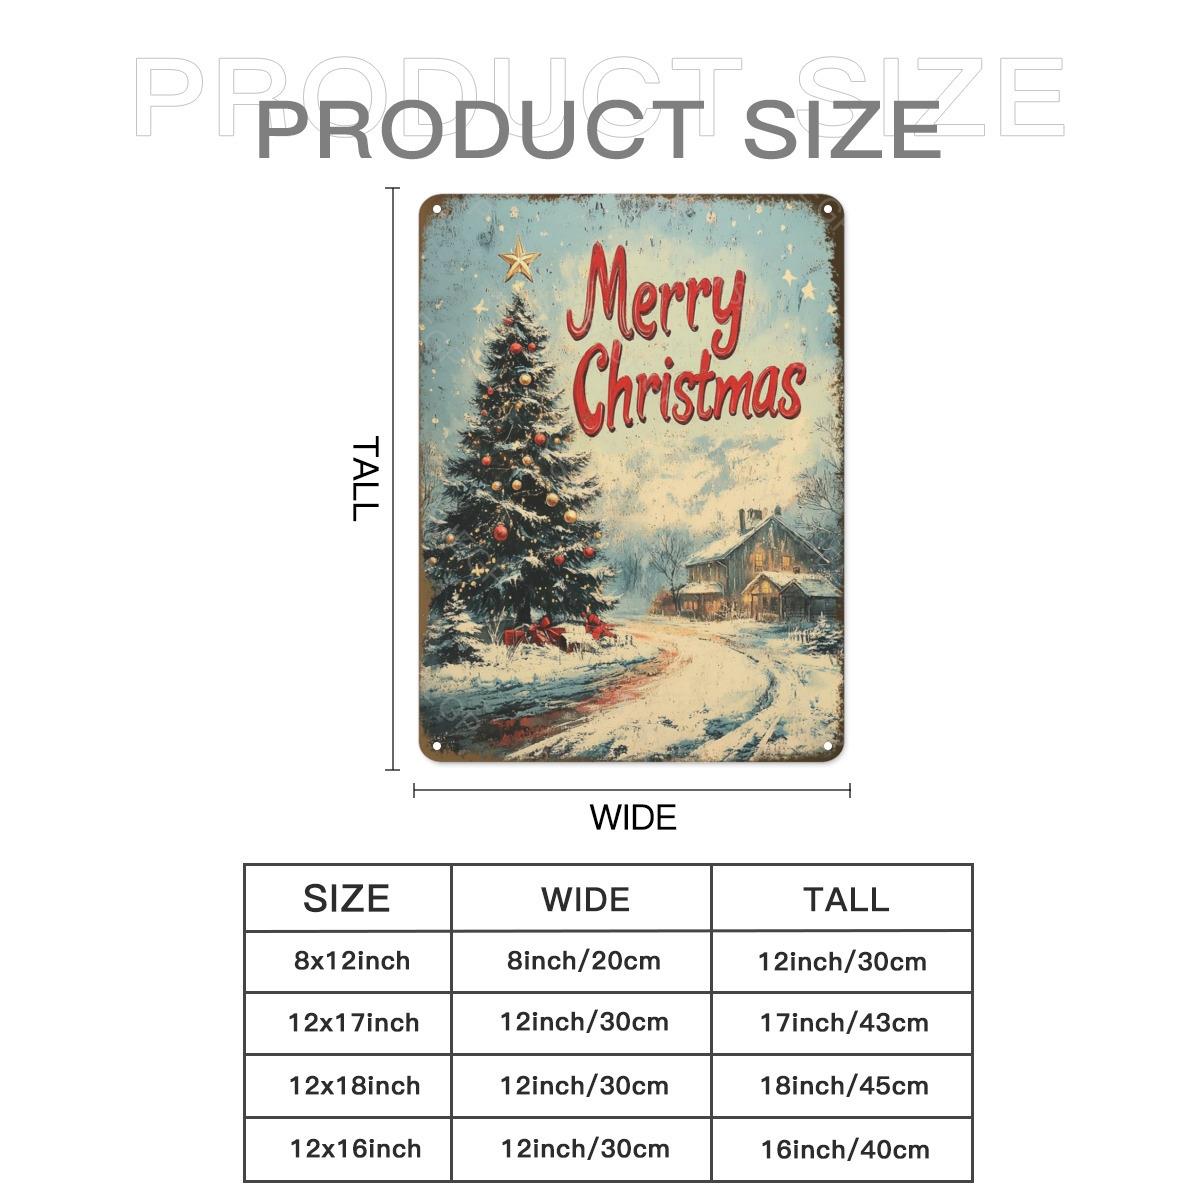 PRODUCT SIZE
PRODUCT SIZE
Merry
Christmas
TALL
WIDE
SIZE WIDE TALL
8x12inch 8inch/20cm 12inch/30cm
12x17inch 12inch/30cm 17inch/43cm
12x18inch 12inch/30cm 18inch/45cm
12x16inch 12inch/30cm 16inch/40cm